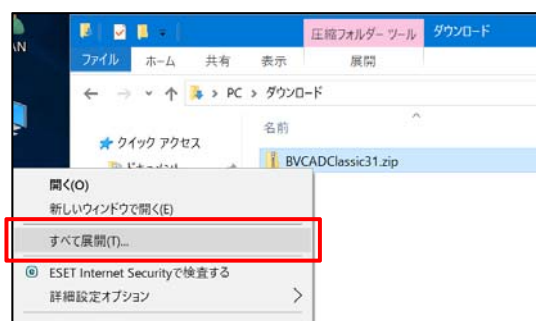 圧縮フォルダー ツール
ダウンロード
ファイル
ホーム
共有
表示
展開
PC > ダウンロード
名前
クイック アクセス
BVCADClassic31.zip
開く(O)
新しいウィンドウで開く(E)
すべて展開(T)...
ESET Internet Securityで検査する
詳細設定オプション